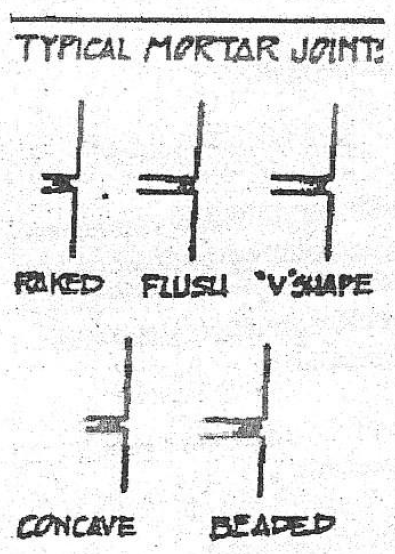 TYPICAL MORTAR JOINTS
RAKED FLUSH "V" SHAPE
CONCAVE BEADED